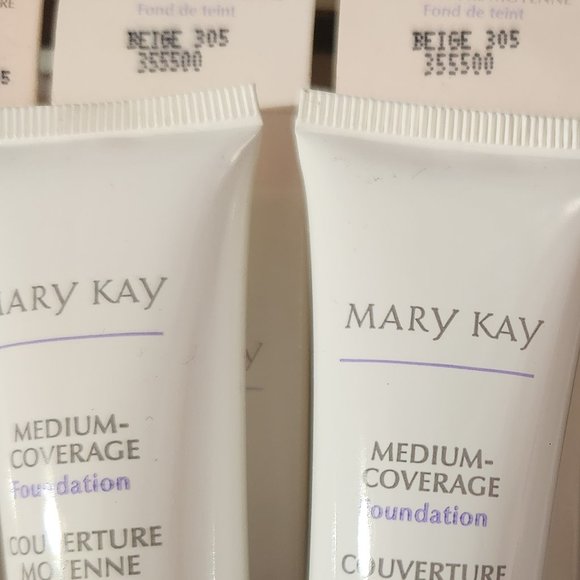 Fond de teint
BEIGE 305
355500
Fond de teint
BEIGE 305
355500
MARY KAY
MEDIUM-
COVERAGE
Foundation
COUVERTURE
MOYENNE
MARY KAY
MEDIUM-
COVERAGE
Foundation
COUVERTURE